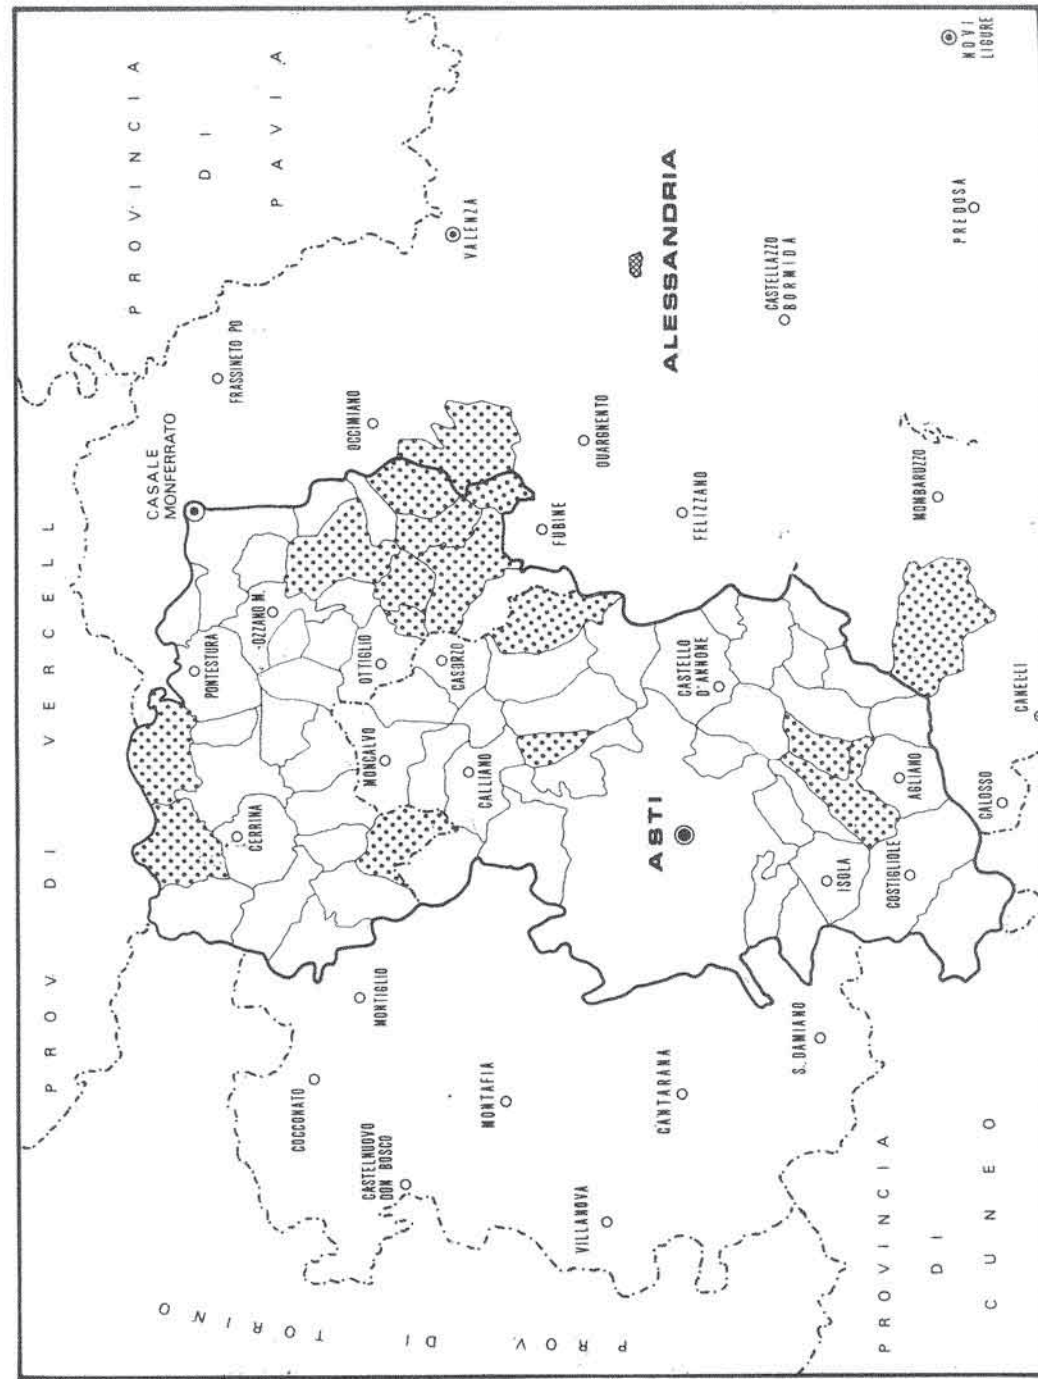 PROV. DI VERCELL
PROVINCIA
DI
PAVIA
CASALE
MONFERRATO
FRASSINETO PO
VALENZA
NOVI
LIGURE
OCCIMIANO
PONTESTURA
OZZANO M.
CERRINA
OTTIGLIO
MONCALVO
CASORZO
CALLIANO
FUBINE
QUARGNENTO
ALESSANDRIA
FELIZZANO
CASTELLAZZO
BORMIDA
PREDOSA
COCCONATO
MONTIGLIO
CASTELNUOVO
DON BOSCO
MONTAFIA
VILLANOVA
CANTARANA
ASTI
CASTELLO
D'ANNONE
S. DAMIANO
ISOLA
COSTIGLIOLE
AGLIANO
MOMBARUZZO
CALOSSO
CANELLI
PROV. DI TORINO
PROVINCIA
DI
CUNEO